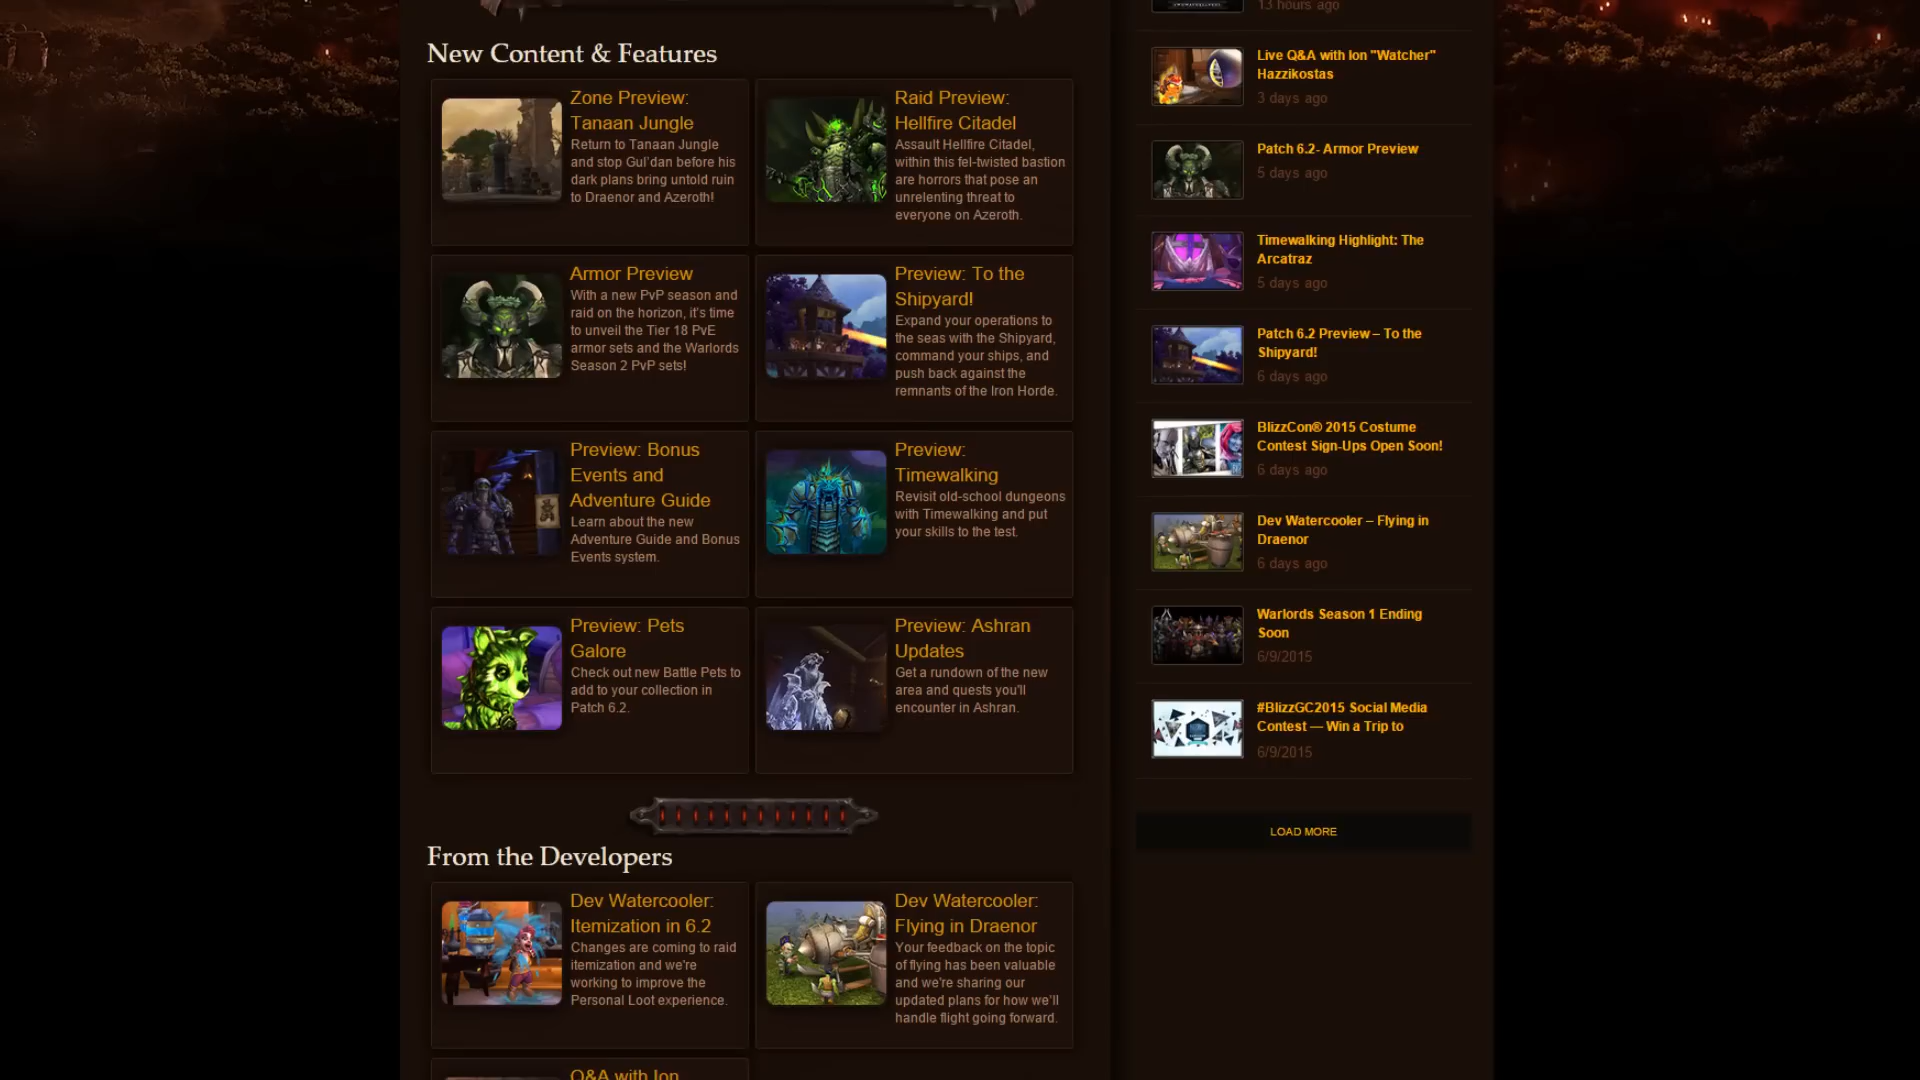 New Content & Features
Zone Preview:
Tanaan Jungle
Return to Tanaan Jungle
and stop Gul'dan before his
dark plans bring untold ruin
to Draenor and Azeroth!
Raid Preview:
Hellfire Citadel
Assault Hellfire Citadel,
within this fel-twisted bastion
are horrors that pose an
unrelenting threat to
everyone on Azeroth.
Armor Preview
With a new PvP season and
raid on the horizon, it's time
to unveil the Tier 18 PvE
armor sets and the Warlords
Season 2 PvP sets!
Preview: To the
Shipyard!
Expand your operations to
the seas with the Shipyard,
command your ships, and
push back against the
remnants of the Iron Horde.
Preview: Bonus
Events and
Adventure Guide
Learn about the new
Adventure Guide and Bonus
Events system.
Preview:
Timewalking
Revisit old-school dungeons
with Timewalking and put
your skills to the test.
Preview: Pets
Galore
Check out new Battle Pets to
add to your collection in
Patch 6.2.
Preview: Ashran
Updates
Get a rundown of the new
area and quests you'll
encounter in Ashran.
From the Developers
Dev Watercooler:
Itemization in 6.2
Changes are coming to raid
itemization and we're
working to improve the
Personal Loot experience.
Dev Watercooler:
Flying in Draenor
Your feedback on the topic
of flying has been valuable
and we're sharing our
updated plans for how we'll
handle flight going forward.
Q&A with Ion
13 hours ago
Live Q&A with Ion "Watcher"
Hazzikostas
3 days ago
Patch 6.2- Armor Preview
5 days ago
Timewalking Highlight: The
Arcatraz
5 days ago
Patch 6.2 Preview – To the
Shipyard!
6 days ago
BlizzCon® 2015 Costume
Contest Sign-Ups Open Soon!
6 days ago
Dev Watercooler – Flying in
Draenor
6 days ago
Warlords Season 1 Ending
Soon
6/9/2015
#BlizzGC2015 Social Media
Contest — Win a Trip to
6/9/2015
LOAD MORE